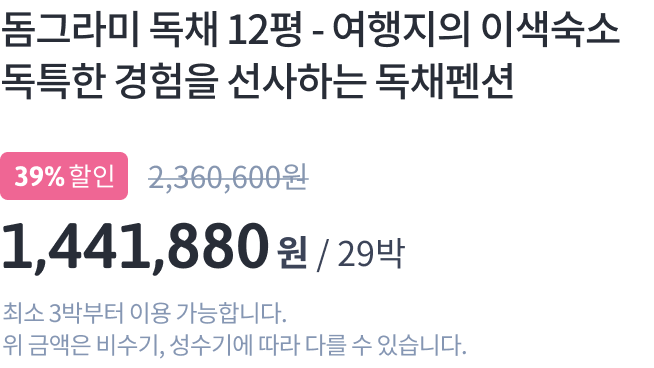 돔그라미 독채 12평 - 여행지의 이색숙소
독특한 경험을 선사하는 독채펜션
39% 할인 2,360,600원
1,441,880 원 / 29박
최소 3박부터 이용 가능합니다.
위 금액은 비수기, 성수기에 따라 다를 수 있습니다.